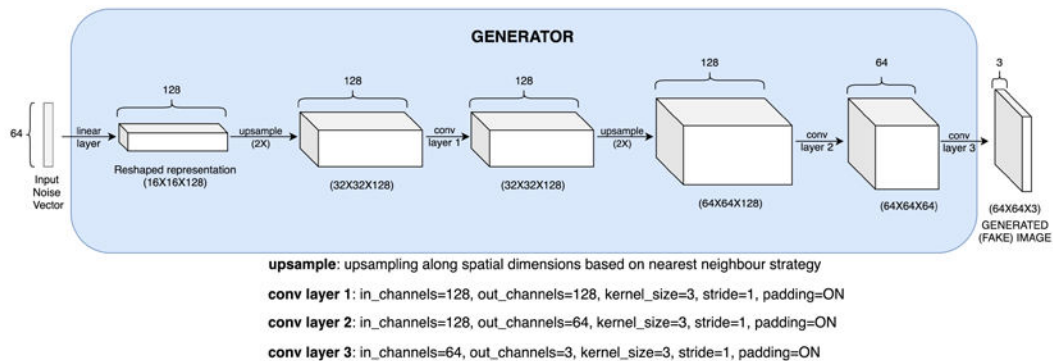 GENERATOR
128
128
128
128
64
3
64
linear
layer
upsample
(2X)
conv
layer 1
upsample
(2X)
conv
layer 2
conv
layer 3
Input
Noise
Vector
Reshaped representation
(16X16X128)
(32X32X128)
(32X32X128)
(64X64X128)
(64X64X64)
(64X64X3)
GENERATED
(FAKE) IMAGE
upsample: upsampling along spatial dimensions based on nearest neighbour strategy
conv layer 1: in_channels=128, out_channels=128, kernel_size=3, stride=1, padding=ON
conv layer 2: in_channels=128, out_channels=64, kernel_size=3, stride=1, padding=ON
conv layer 3: in_channels=64, out_channels=3, kernel_size=3, stride=1, padding=ON